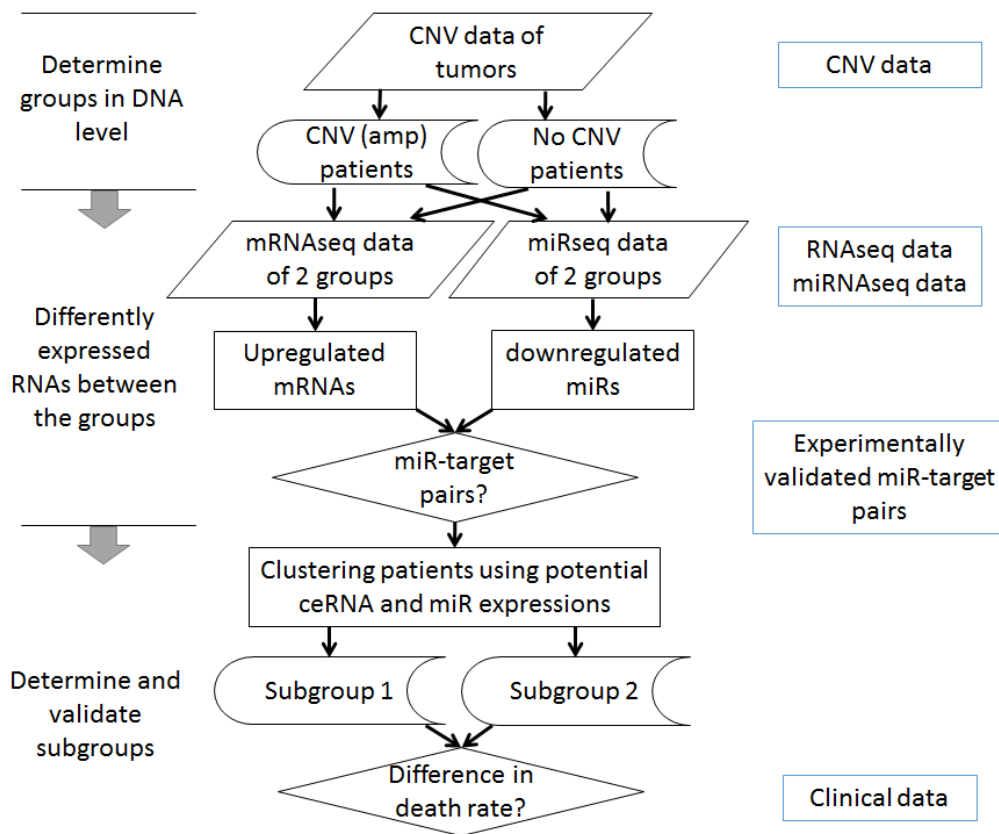 CNV data of
tumors
Determine
groups in DNA
level
CNV data
CNV (amp)
patients
No CNV
patients
mRNAseq data
of 2 groups
miRseq data
of 2 groups
RNAseq data
miRNAseq data
Differently
expressed
RNAs between
the groups
Upregulated
mRNAs
downregulated
miRs
miR-target
pairs?
Experimentally
validated miR-target
pairs
Clustering patients using potential
ceRNA and miR expressions
Determine and
validate
subgroups
Subgroup 1
Subgroup 2
Difference in
death rate?
Clinical data